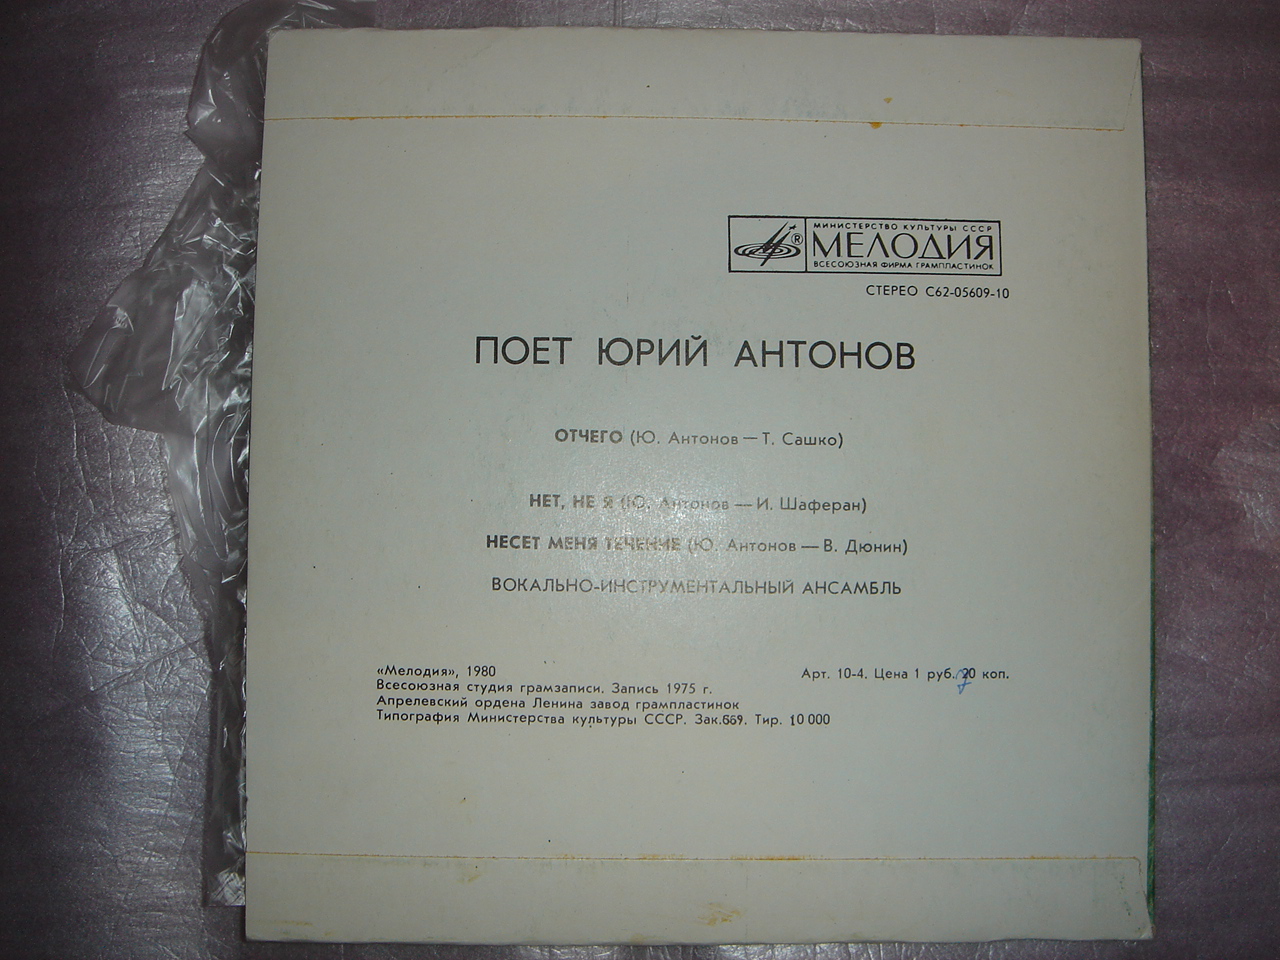 МИНИСТЕРСТВО КУЛЬТУРЫ СССР
® МЕЛОДИЯ
ВСЕСОЮЗНАЯ ФИРМА ГРАМПЛАСТИНОК
СТЕРЕО С62-05609-10
ПОЕТ ЮРИЙ АНТОНОВ
ОТЧЕГО (Ю. Антонов — Т. Сашко)
НЕТ, НЕ Я (Ю. Антонов — И. Шаферан)
НЕСЕТ МЕНЯ ТЕЧЕНИЕ (Ю. Антонов — В. Дюнин)
ВОКАЛЬНО-ИНСТРУМЕНТАЛЬНЫЙ АНСАМБЛЬ
«Мелодия», 1980
Всесоюзная студия грамзаписи. Запись 1975 г.
Апрелевский ордена Ленина завод грампластинок
Типография Министерства культуры СССР. Зак. 669. Тир. 10 000
Арт. 10-4. Цена 1 руб. коп.